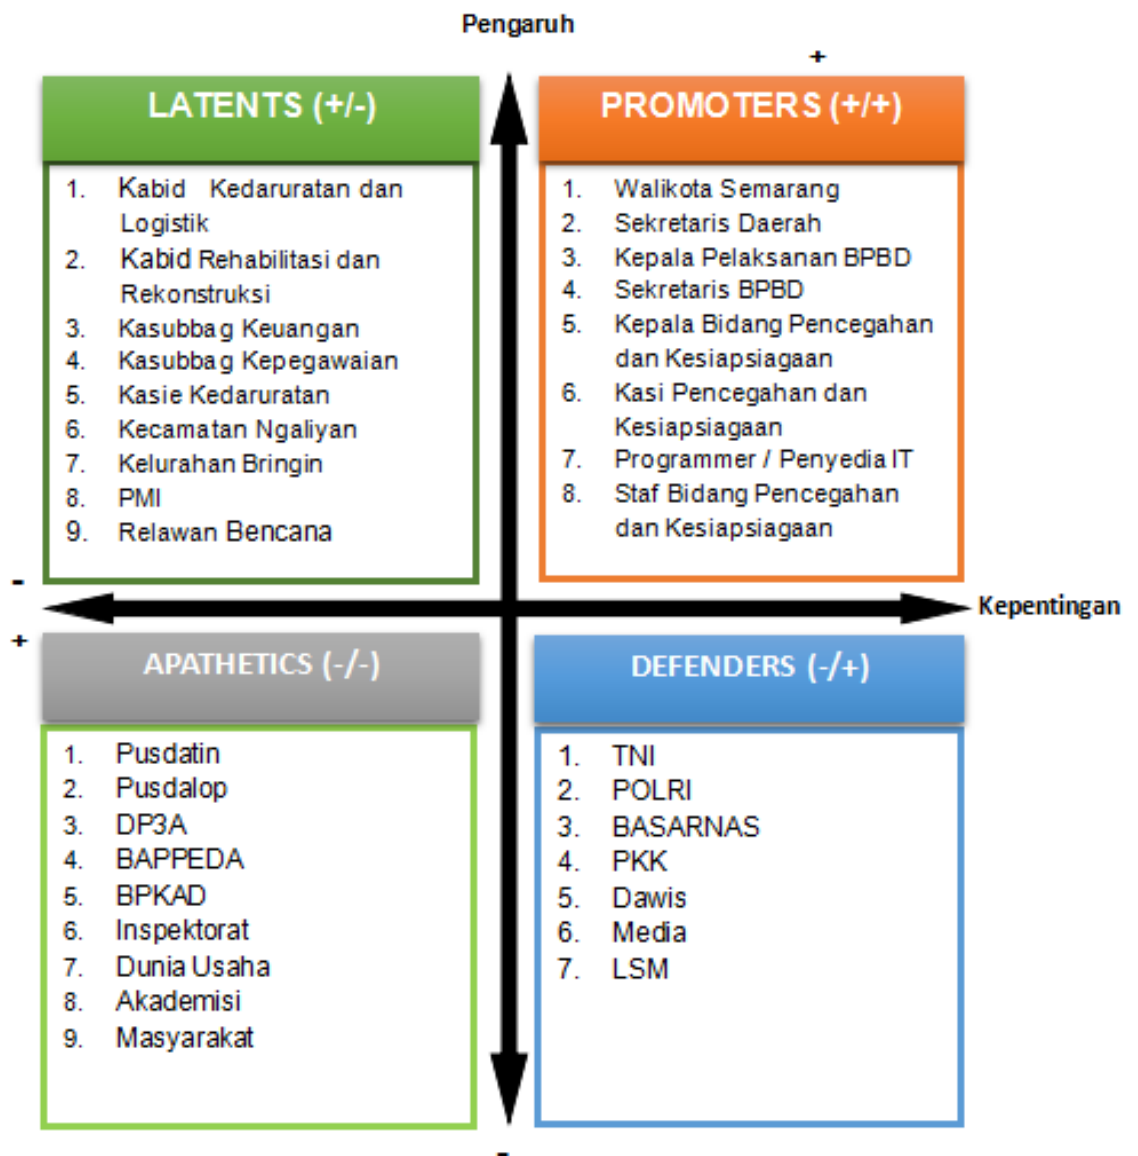 Pengaruh
+
LATENTS (+/-)
1. Kabid Kedaruratan dan
Logistik
2. Kabid Rehabilitasi dan
Rekonstruksi
3. Kasubbag Keuangan
4. Kasubbag Kepegawaian
5. Kasie Kedaruratan
6. Kecamatan Ngaliyan
7. Kelurahan Bringin
8. PMI
9. Relawan Bencana
PROMOTERS (+/+)
1. Walikota Semarang
2. Sekretaris Daerah
3. Kepala Pelaksanan BPBD
4. Sekretaris BPBD
5. Kepala Bidang Pencegahan
dan Kesiapsiagaan
6. Kasi Pencegahan dan
Kesiapsiagaan
7. Programmer / Penyedia IT
8. Staf Bidang Pencegahan
dan Kesiapsiagaan
-
Kepentingan
+
APATHETICS (-/-)
1. Pusdatin
2. Pusdalop
3. DP3A
4. BAPPEDA
5. BPKAD
6. Inspektorat
7. Dunia Usaha
8. Akademisi
9. Masyarakat
DEFENDERS (-/+)
1. TNI
2. POLRI
3. BASARNAS
4. PKK
5. Dawis
6. Media
7. LSM
-